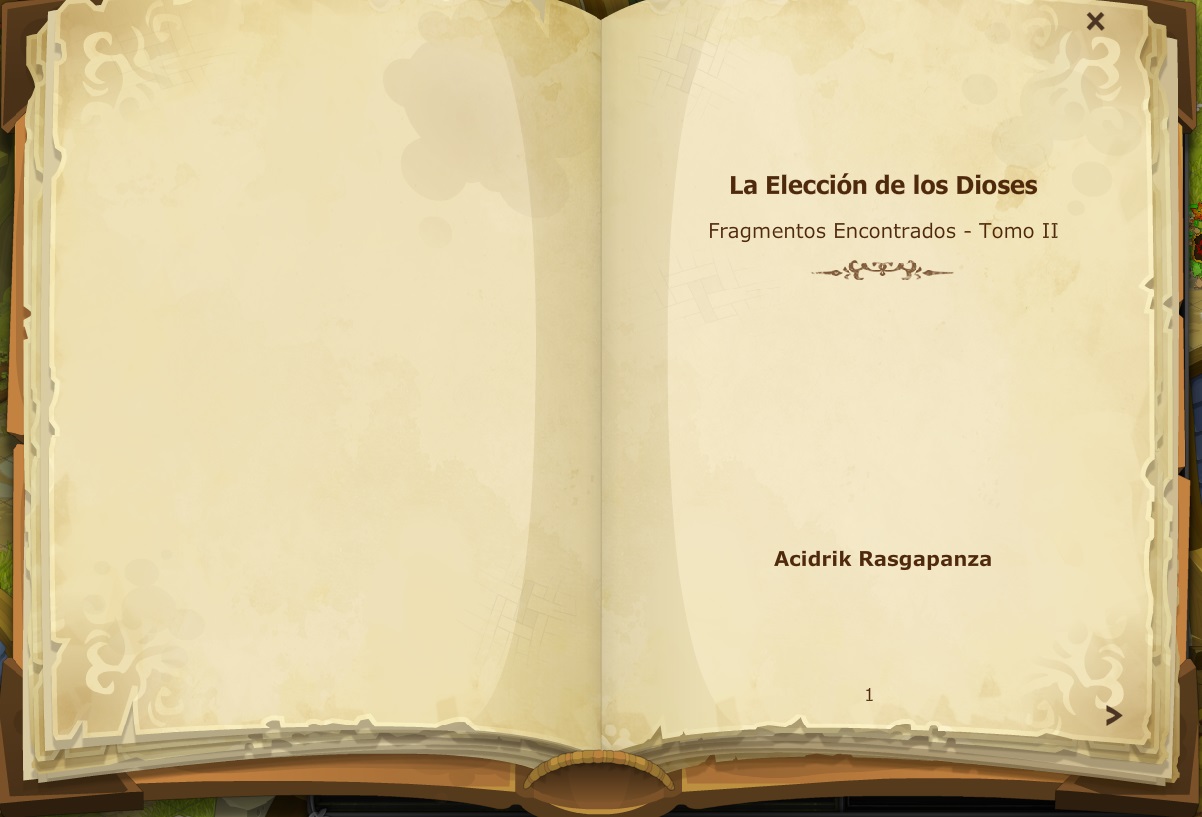 La Elección de los Dioses
Fragmentos Encontrados - Tomo II
Acidrik Rasgapanza
1